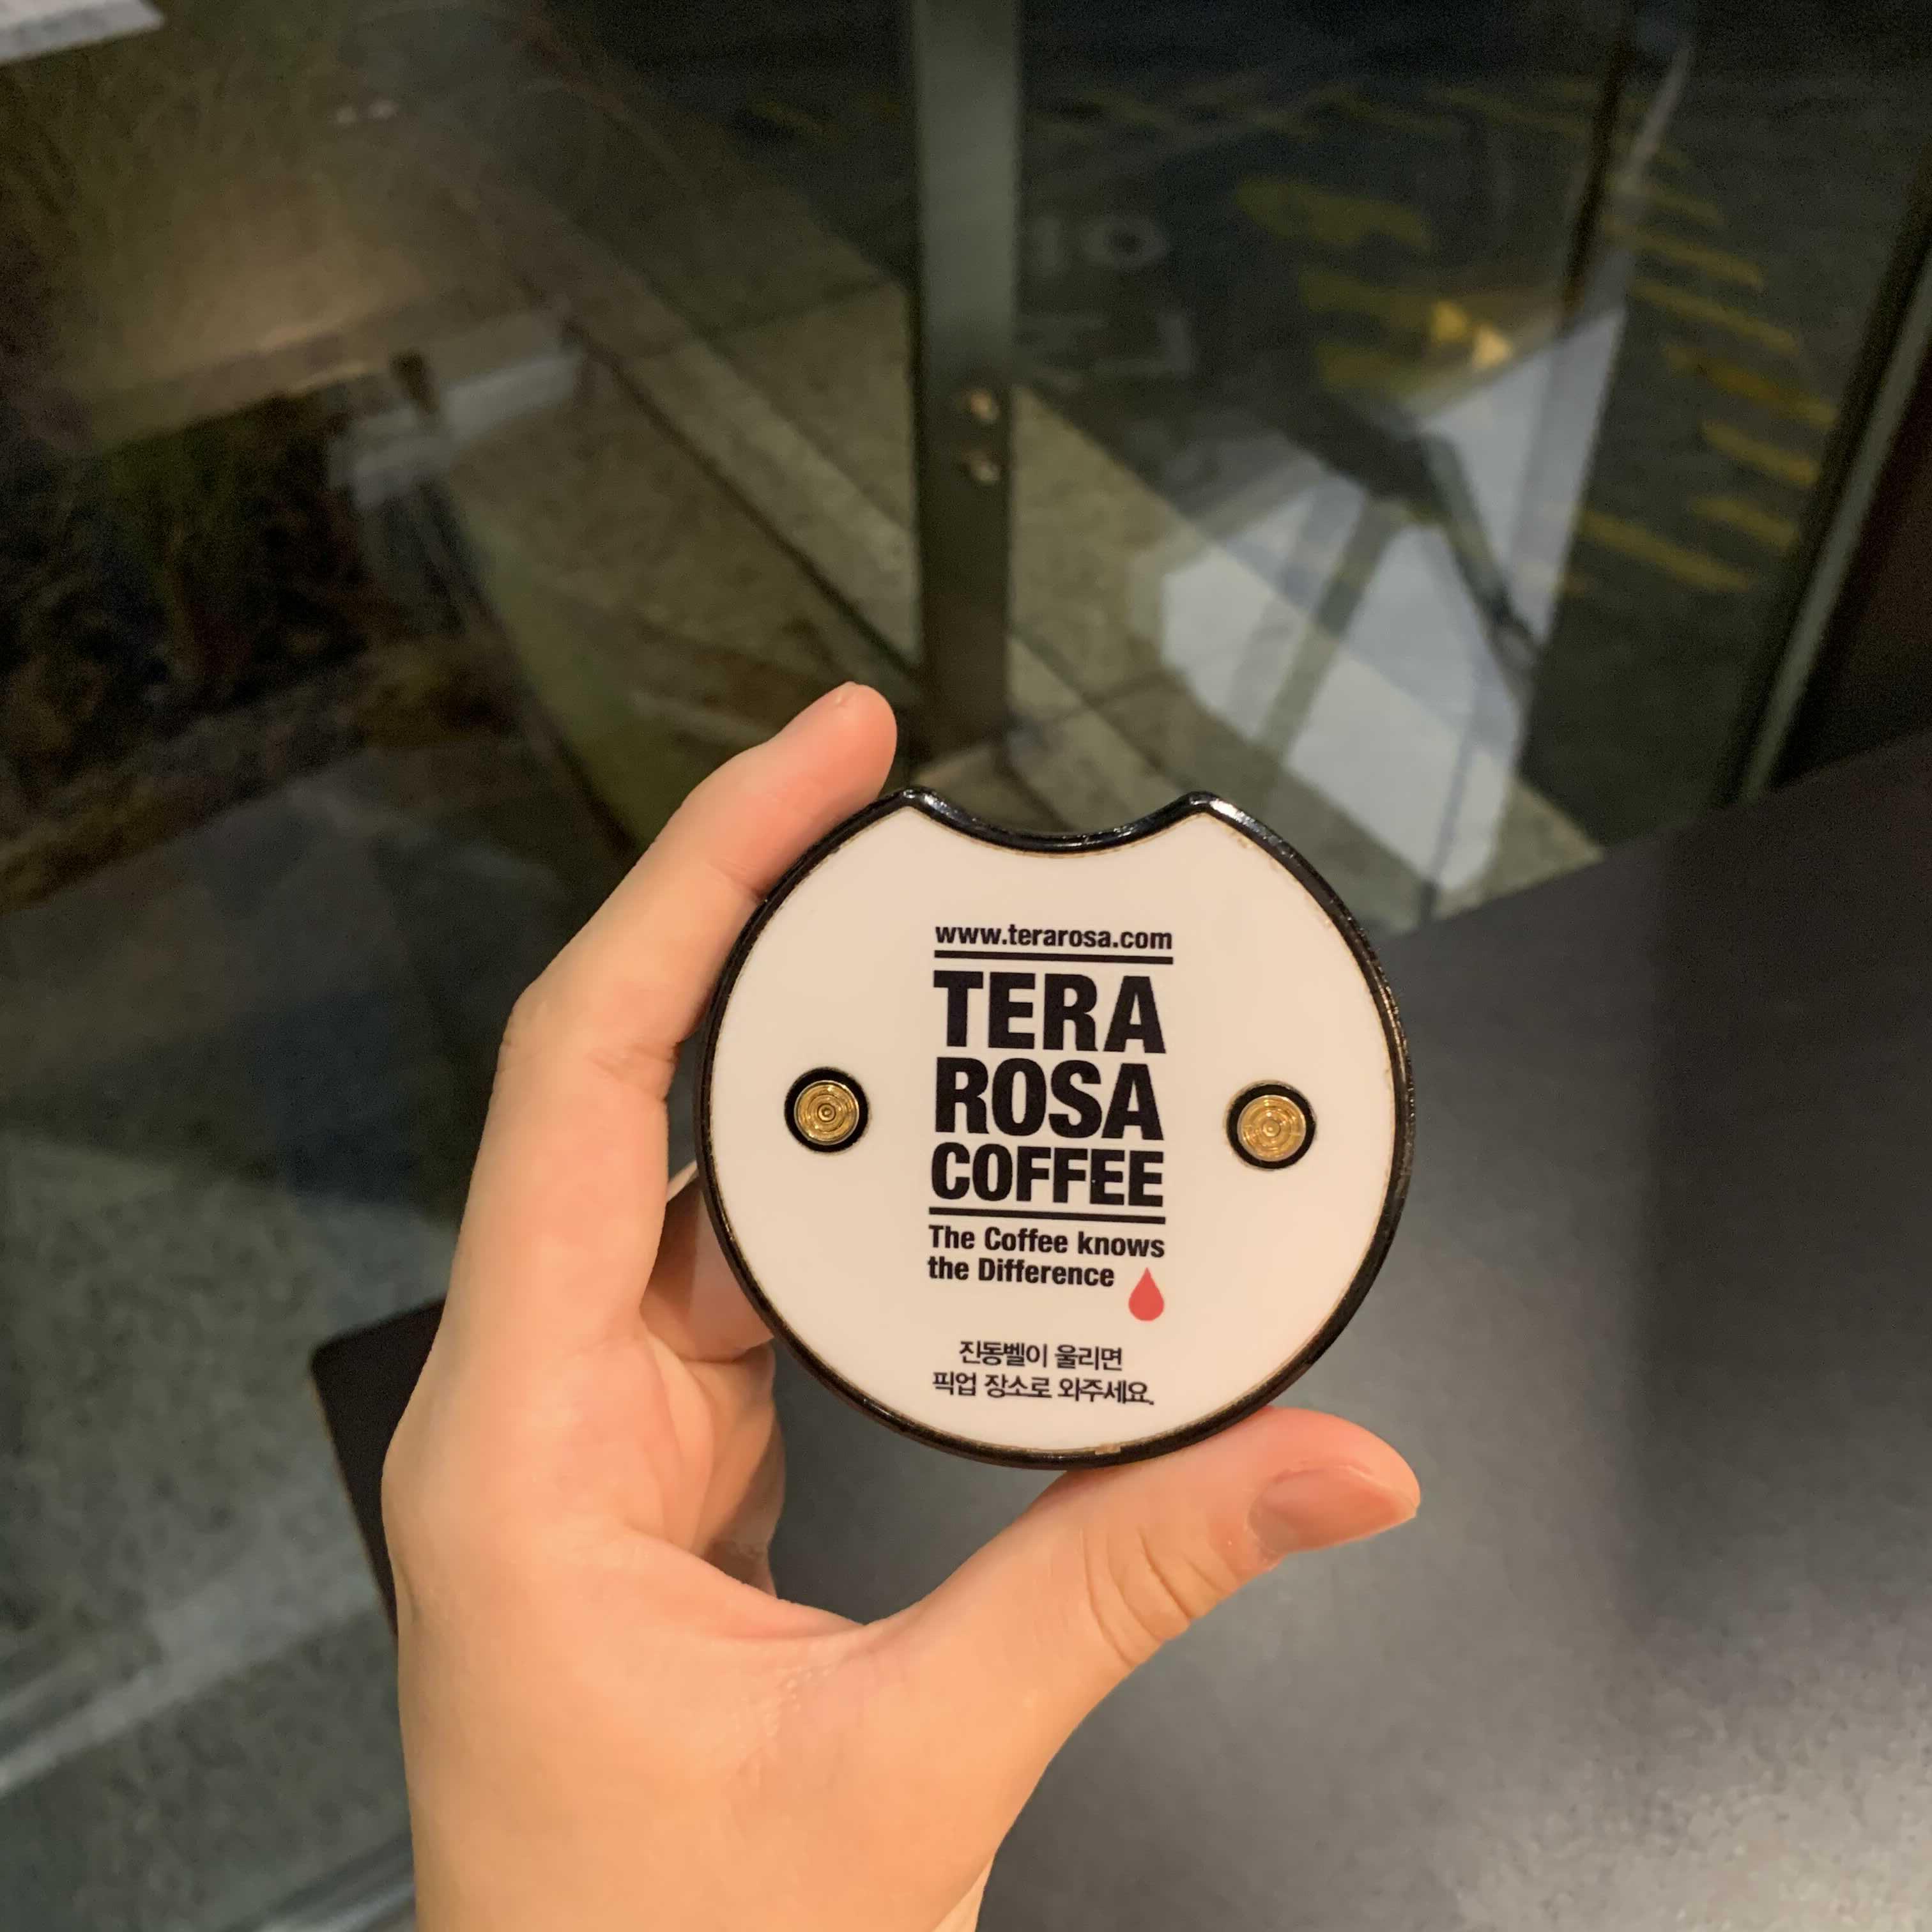 www.terarosa.com
TERA
ROSA
COFFEE
The Coffee knows
the Difference
진동벨이 울리면
픽업 장소로 와주세요.